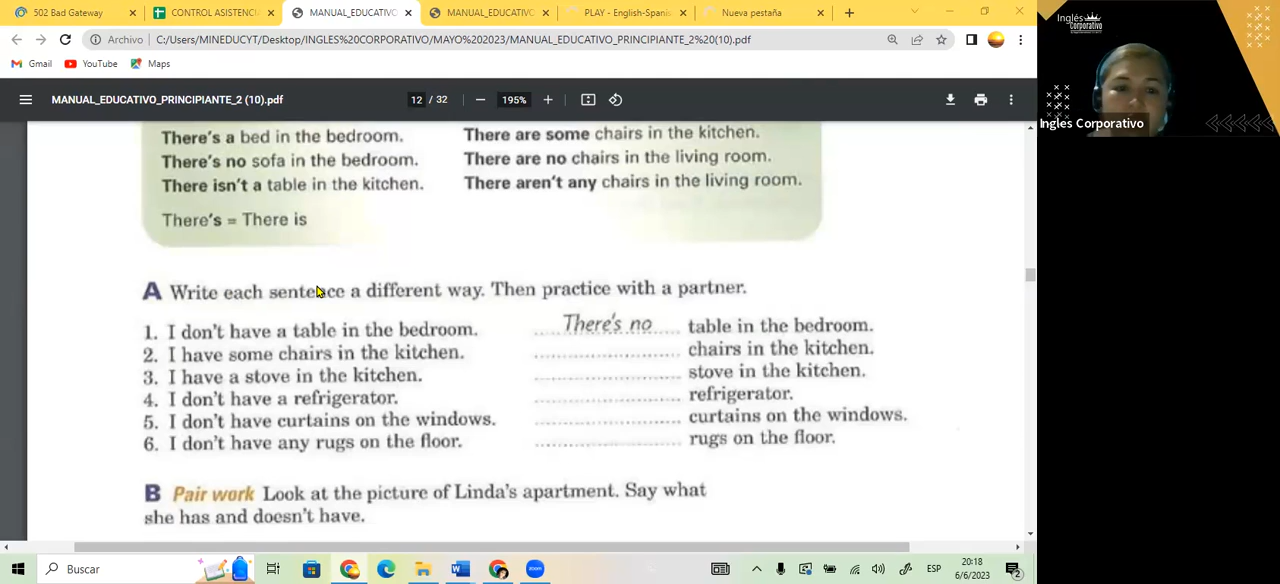 502 Bad Gateway
CONTROL ASISTENCI
MANUAL_EDUCATIVO
MANUAL_EDUCATIVO
PLAY - English-Spanis
Nueva pestaña
Archivo
C:/Users/MINEDUCYT/Desktop/INGLES%20CORPORATIVO/MAYO%202023/MANUAL_EDUCATIVO_PRINCIPIANTE_2%20(10).pdf
Gmail
YouTube
Maps
MANUAL_EDUCATIVO_PRINCIPIANTE_2 (10).pdf
12 / 32
195%
There's a bed in the bedroom. There are some chairs in the kitchen.
There's no sofa in the bedroom. There are no chairs in the living room.
There isn't a table in the kitchen. There aren't any chairs in the living room.
There's = There is
A Write each sentence a different way. Then practice with a partner.
1. I don't have a table in the bedroom. There's no table in the bedroom.
2. I have some chairs in the kitchen. chairs in the kitchen.
3. I have a stove in the kitchen. stove in the kitchen.
4. I don't have a refrigerator. refrigerator.
5. I don't have curtains on the windows. curtains on the windows.
6. I don't have any rugs on the floor. rugs on the floor.
B Pair work Look at the picture of Linda's apartment. Say what
she has and doesn't have.
Inglés
Corporativo
Ingles Corporativo
Buscar
ESP
20:18
6/6/2023
2